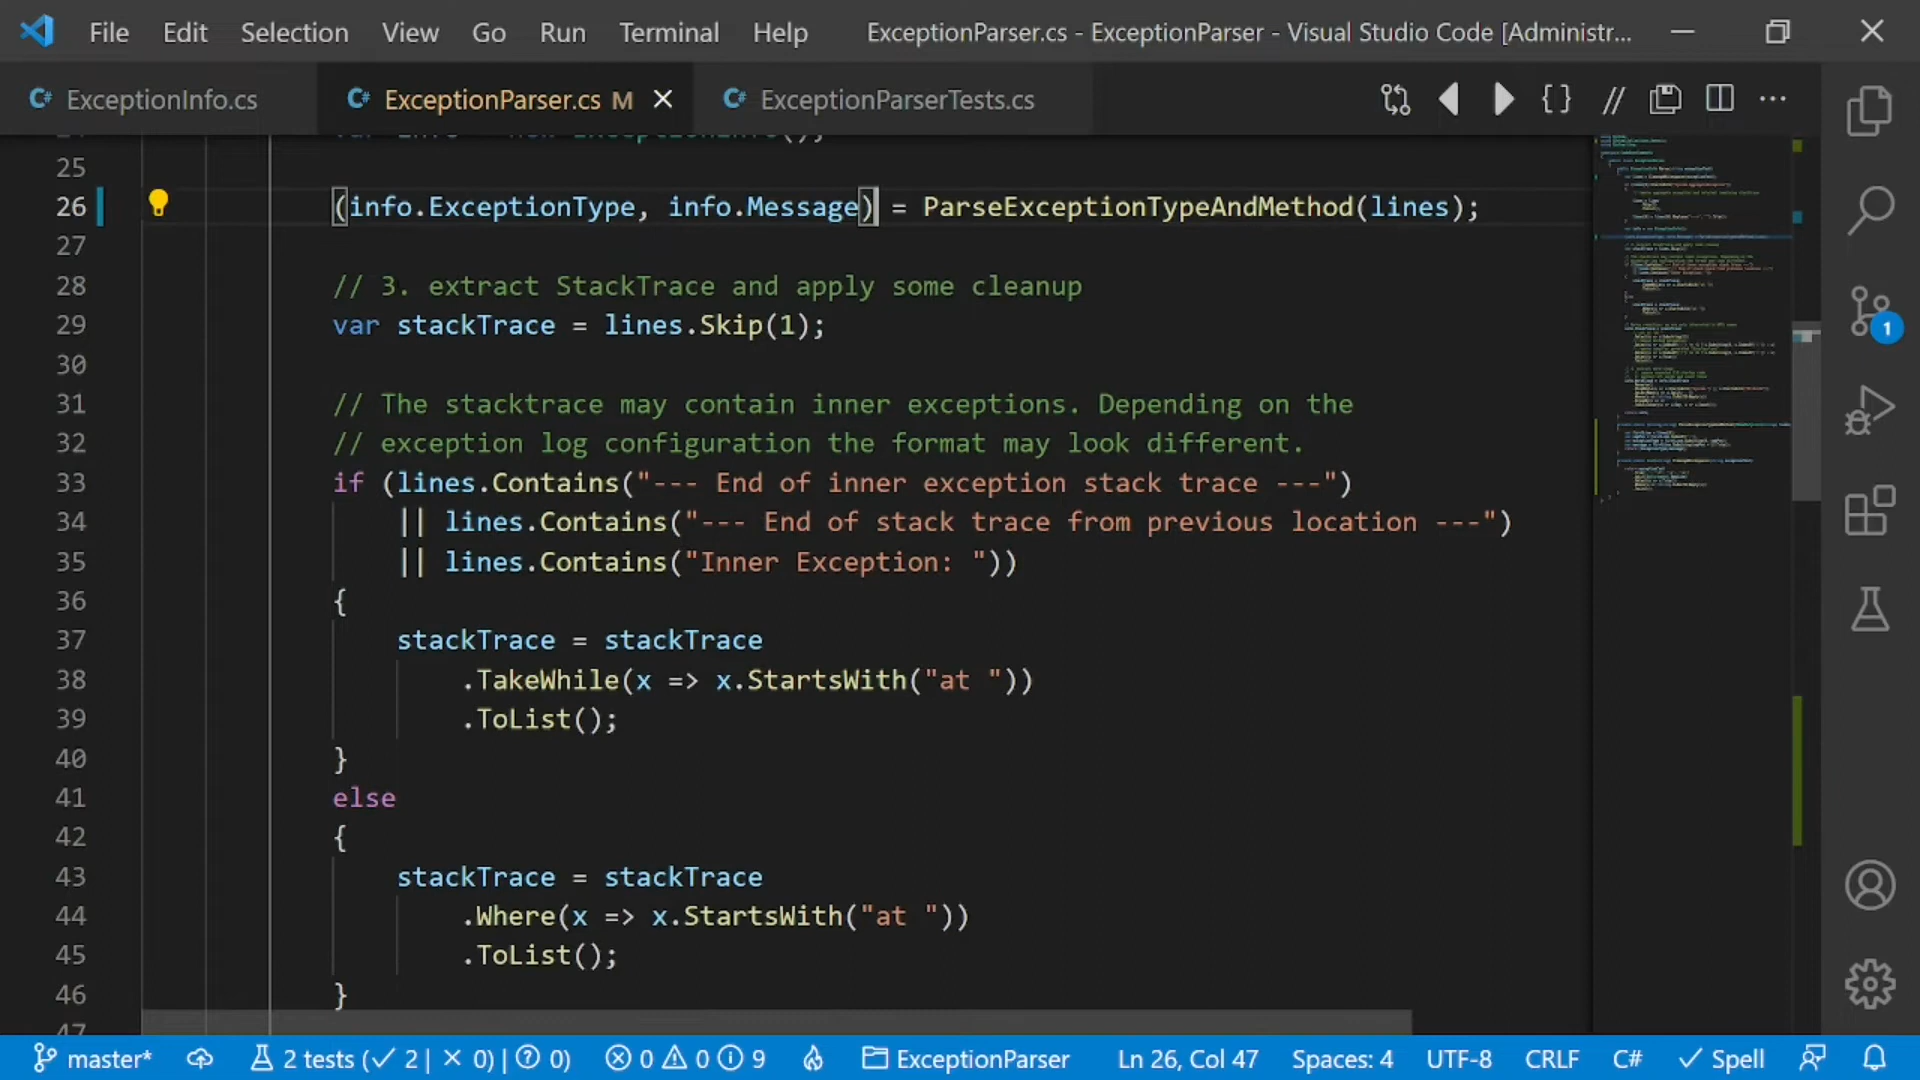 File Edit Selection View Go Run Terminal Help ExceptionParser.cs - ExceptionParser - Visual Studio Code [Administr...
C# ExceptionInfo.cs C# ExceptionParser.cs M C# ExceptionParserTests.cs
25
26 (info.ExceptionType, info.Message) = ParseExceptionTypeAndMethod(lines);
27
28 // 3. extract StackTrace and apply some cleanup
29 var stackTrace = lines.Skip(1);
30
31 // The stacktrace may contain inner exceptions. Depending on the
32 // exception log configuration the format may look different.
33 if (lines.Contains("--- End of inner exception stack trace ---")
34 || lines.Contains("--- End of stack trace from previous location ---")
35 || lines.Contains("Inner Exception: "))
36 {
37 stackTrace = stackTrace
38 .TakeWhile(x => x.StartsWith("at "))
39 .ToList();
40 }
41 else
42 {
43 stackTrace = stackTrace
44 .Where(x => x.StartsWith("at "))
45 .ToList();
46 }
47
1
master* 2 tests (✓ 2 | × 0) | ? 0) 0 0 9 ExceptionParser Ln 26, Col 47 Spaces: 4 UTF-8 CRLF C# ✓ Spell